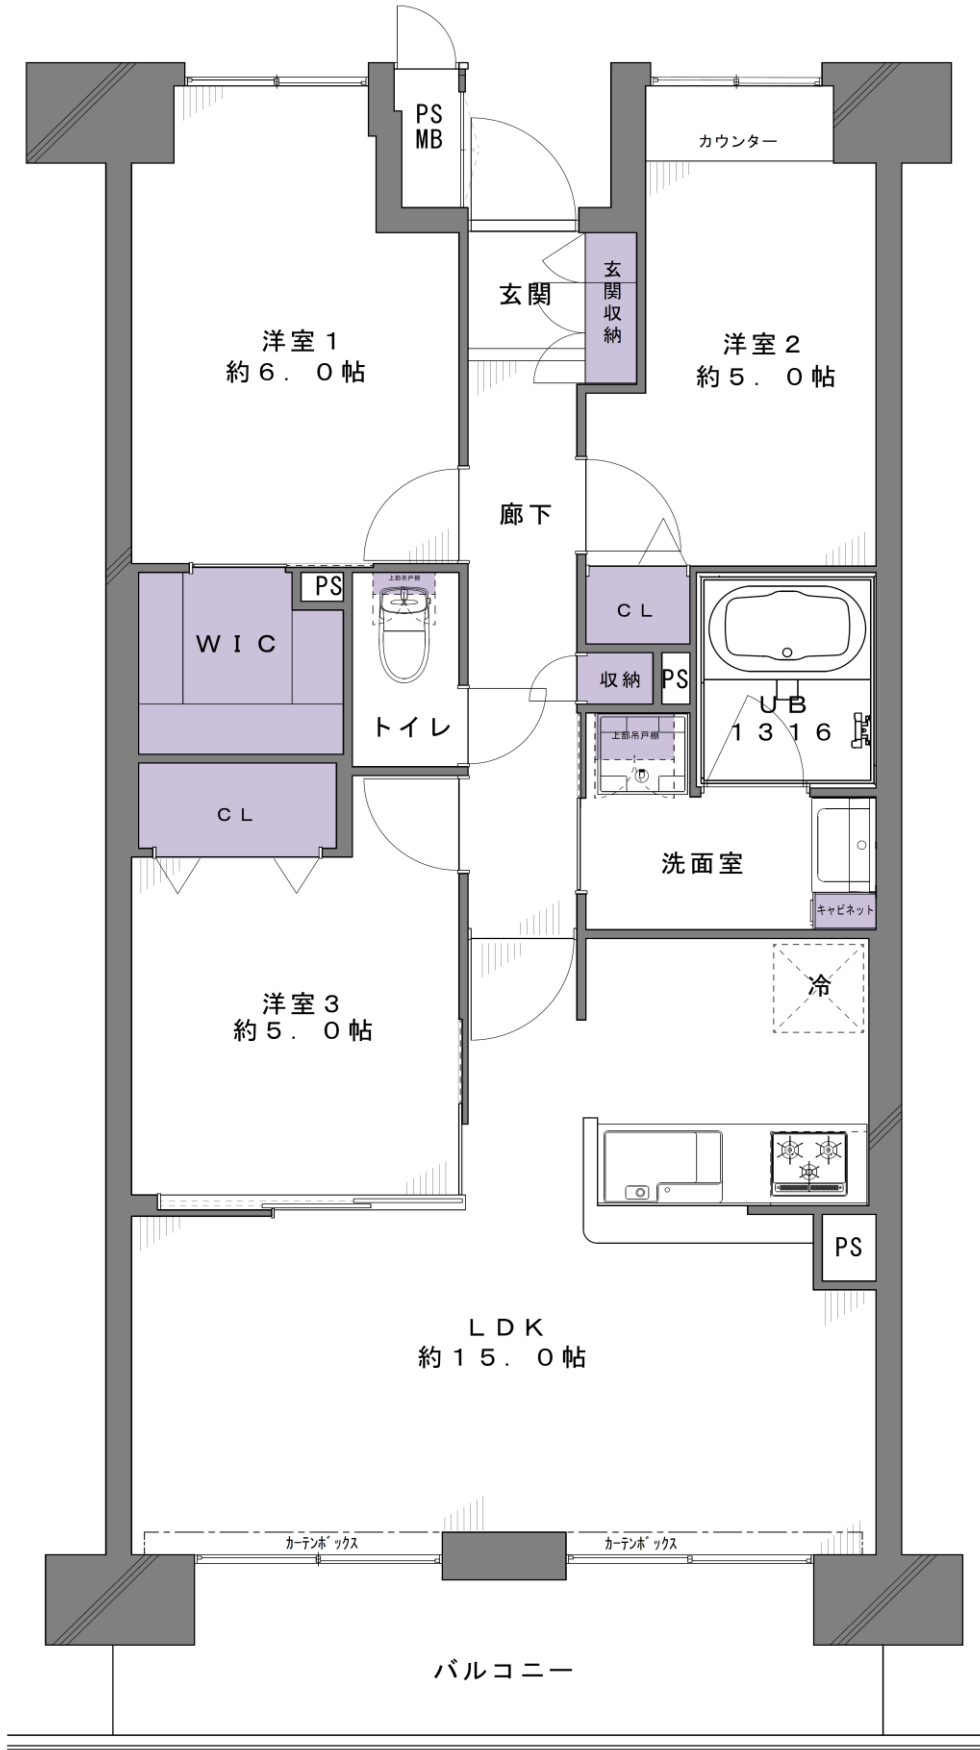 PS
MB
カウンター
玄関
玄関収納
洋室１
約６．０帖
洋室２
約５．０帖
廊下
PS
上部吊戸棚
ＷＩＣ
ＣＬ
収納
PS
ＵＢ
１３１６
トイレ
上部吊戸棚
ＣＬ
洗面室
キャビネット
冷
洋室３
約５．０帖
PS
ＬＤＫ
約１５．０帖
カーテンボックス
カーテンボックス
バルコニー